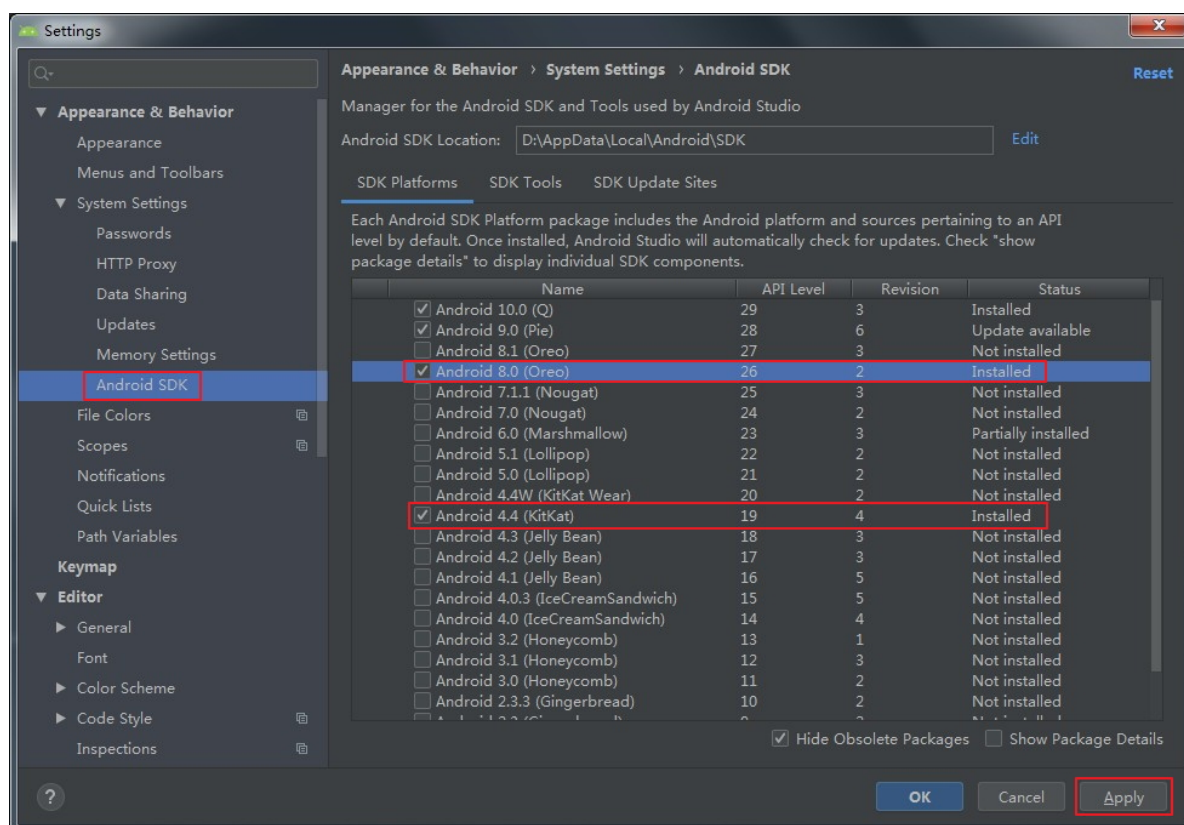 Settings
Appearance & Behavior
Appearance
Menus and Toolbars
System Settings
Passwords
HTTP Proxy
Data Sharing
Updates
Memory Settings
Android SDK
File Colors
Scopes
Notifications
Quick Lists
Path Variables
Keymap
Editor
General
Font
Color Scheme
Code Style
Inspections
Appearance & Behavior › System Settings › Android SDK
Reset
Manager for the Android SDK and Tools used by Android Studio
Android SDK Location: D:\AppData\Local\Android\SDK Edit
SDK Platforms SDK Tools SDK Update Sites
Each Android SDK Platform package includes the Android platform and sources pertaining to an API
level by default. Once installed, Android Studio will automatically check for updates. Check "show
package details" to display individual SDK components.
Name API Level Revision Status
Android 10.0 (Q) 29 3 Installed
Android 9.0 (Pie) 28 6 Update available
Android 8.1 (Oreo) 27 3 Not installed
Android 8.0 (Oreo) 26 2 Installed
Android 7.1.1 (Nougat) 25 3 Not installed
Android 7.0 (Nougat) 24 2 Not installed
Android 6.0 (Marshmallow) 23 3 Partially installed
Android 5.1 (Lollipop) 22 2 Not installed
Android 5.0 (Lollipop) 21 2 Not installed
Android 4.4W (KitKat Wear) 20 2 Not installed
Android 4.4 (KitKat) 19 4 Installed
Android 4.3 (Jelly Bean) 18 3 Not installed
Android 4.2 (Jelly Bean) 17 3 Not installed
Android 4.1 (Jelly Bean) 16 5 Not installed
Android 4.0.3 (IceCreamSandwich) 15 5 Not installed
Android 4.0 (IceCreamSandwich) 14 4 Not installed
Android 3.2 (Honeycomb) 13 1 Not installed
Android 3.1 (Honeycomb) 12 3 Not installed
Android 3.0 (Honeycomb) 11 2 Not installed
Android 2.3.3 (Gingerbread) 10 2 Not installed
Hide Obsolete Packages Show Package Details
? OK Cancel Apply